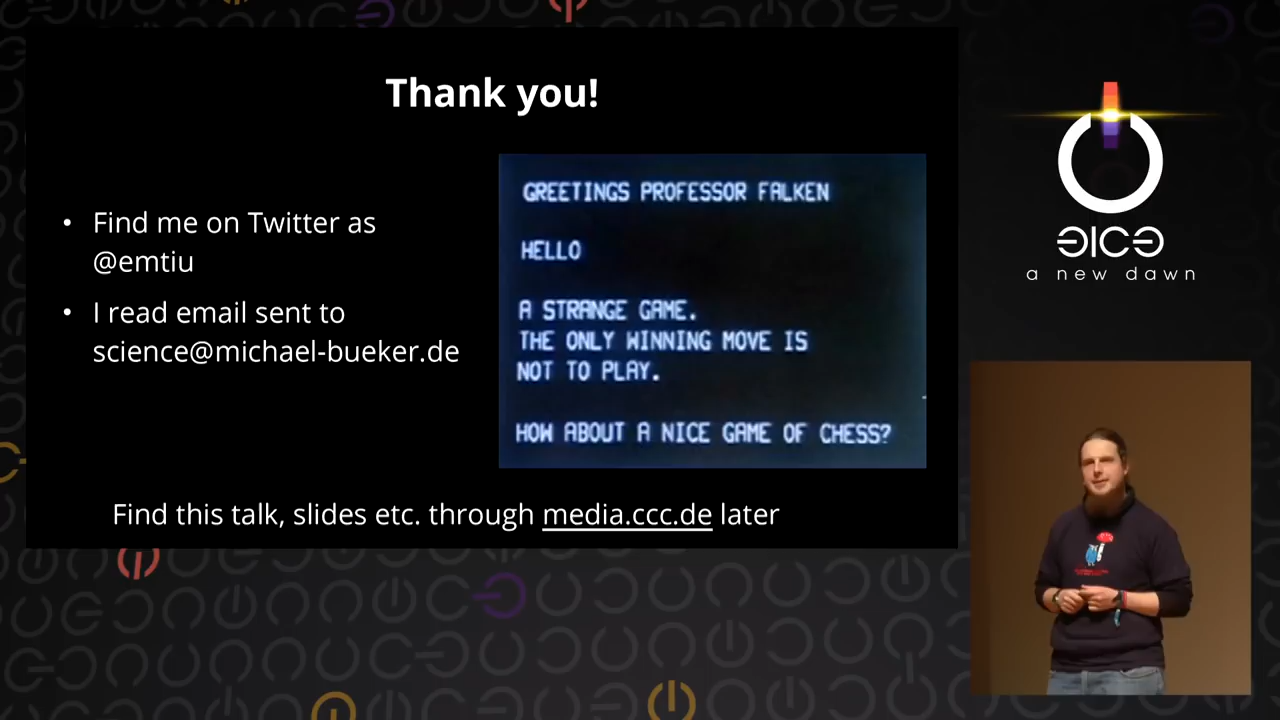 Thank you!
• Find me on Twitter as
@emtiu
• I read email sent to
science@michael-bueker.de
GREETINGS PROFESSOR FALKEN
HELLO
A STRANGE GAME.
THE ONLY WINNING MOVE IS
NOT TO PLAY.
HOW ABOUT A NICE GAME OF CHESS?
Find this talk, slides etc. through media.ccc.de later
a new dawn